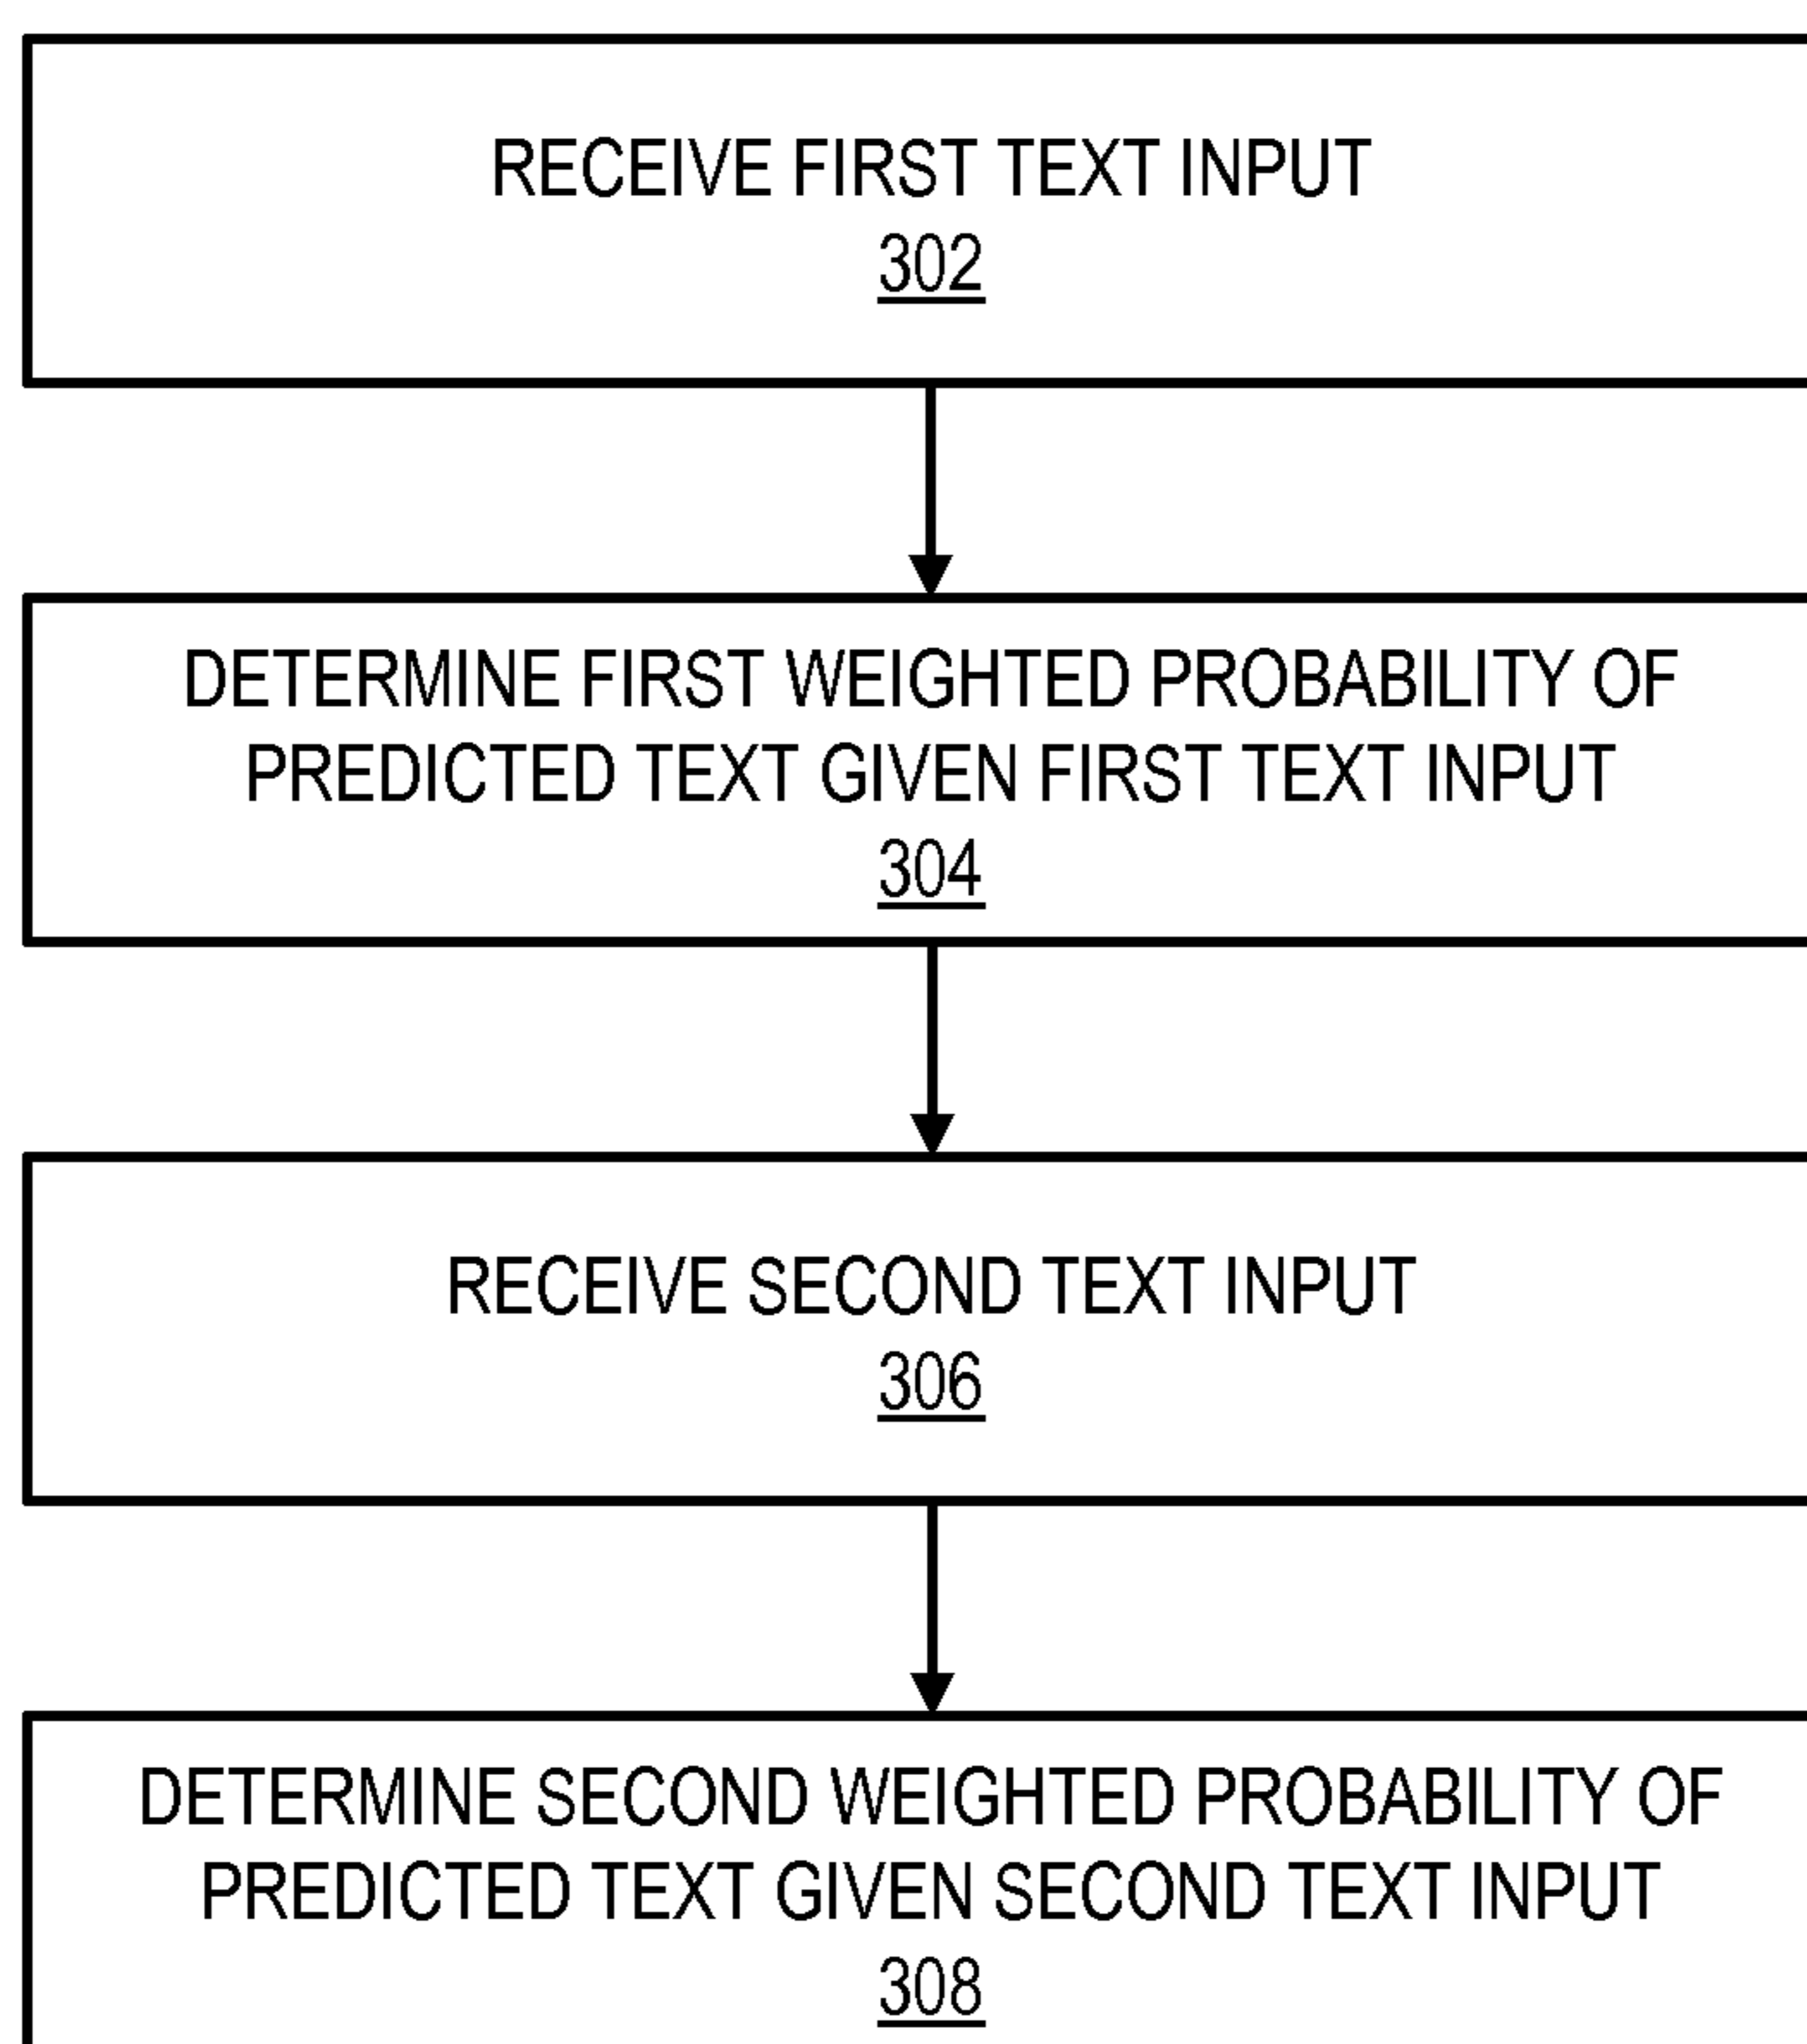 RECEIVE FIRST TEXT INPUT
302
DETERMINE FIRST WEIGHTED PROBABILITY OF
PREDICTED TEXT GIVEN FIRST TEXT INPUT
304
RECEIVE SECOND TEXT INPUT
306
DETERMINE SECOND WEIGHTED PROBABILITY OF
PREDICTED TEXT GIVEN SECOND TEXT INPUT
308